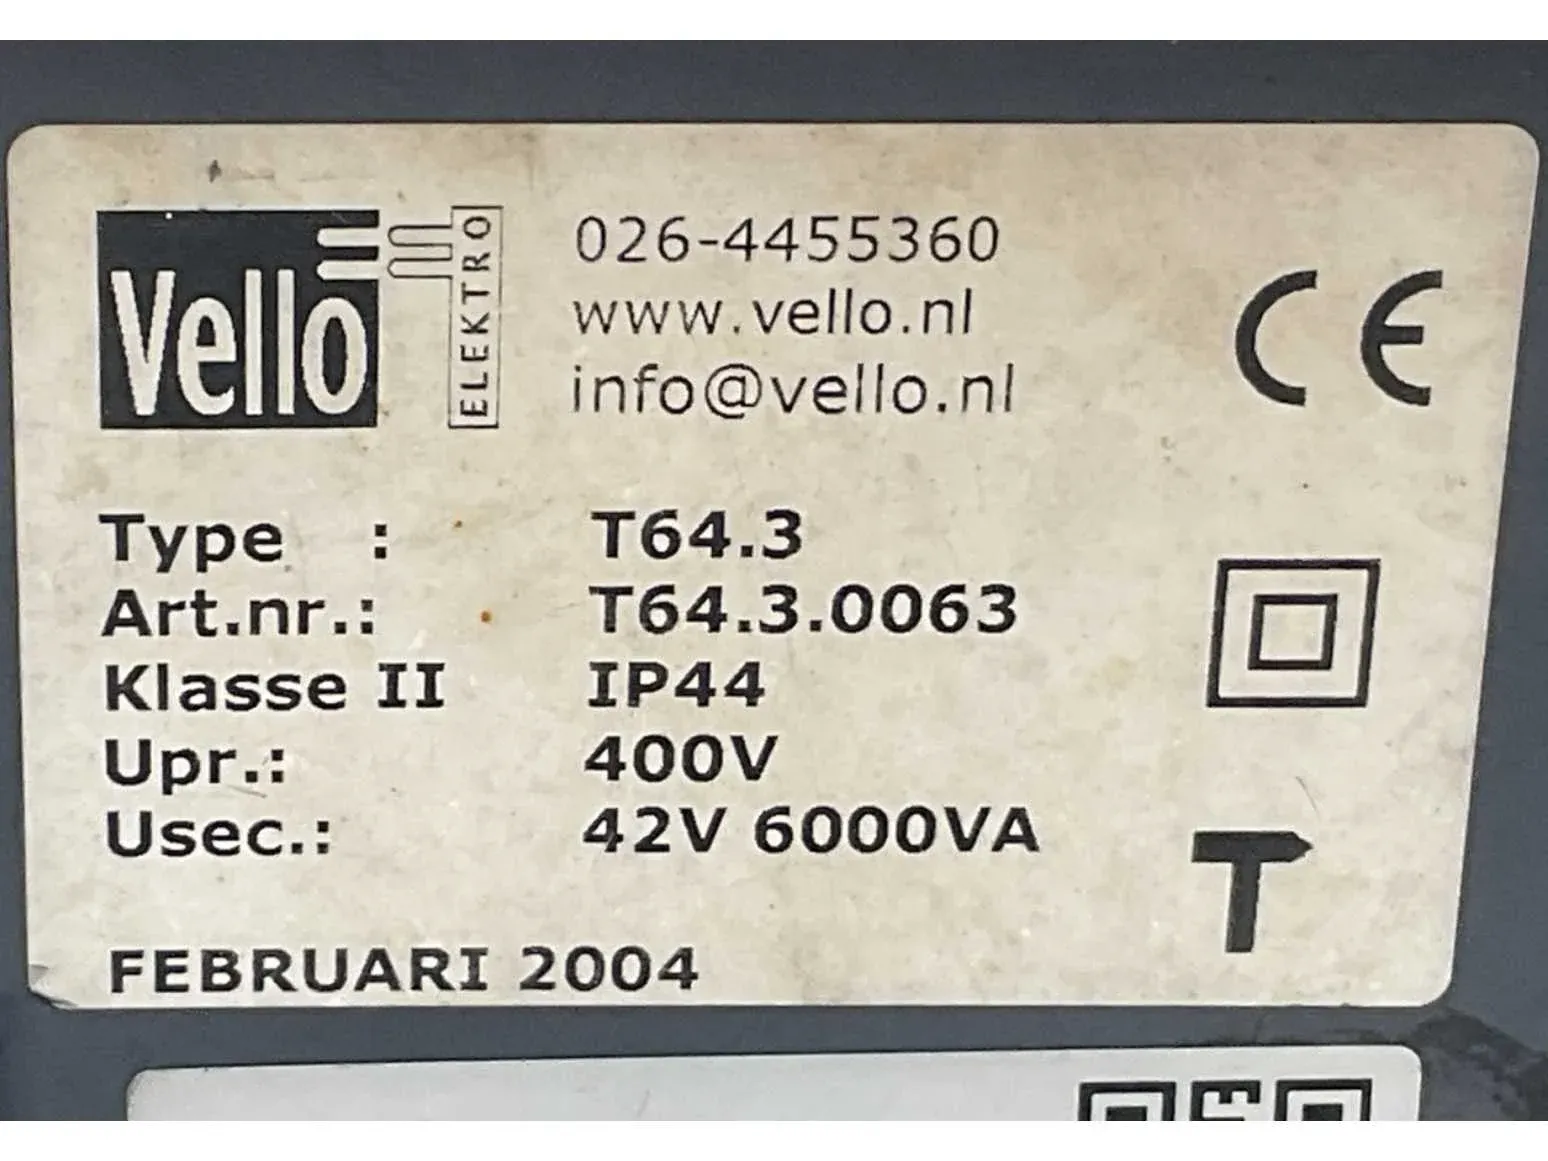 Vello ELEKTRO
026-4455360
www.vello.nl
info@vello.nl
CE
Type : T64.3
Art.nr.: T64.3.0063
Klasse II IP44
Upr.: 400V
Usec.: 42V 6000VA
FEBRUARI 2004